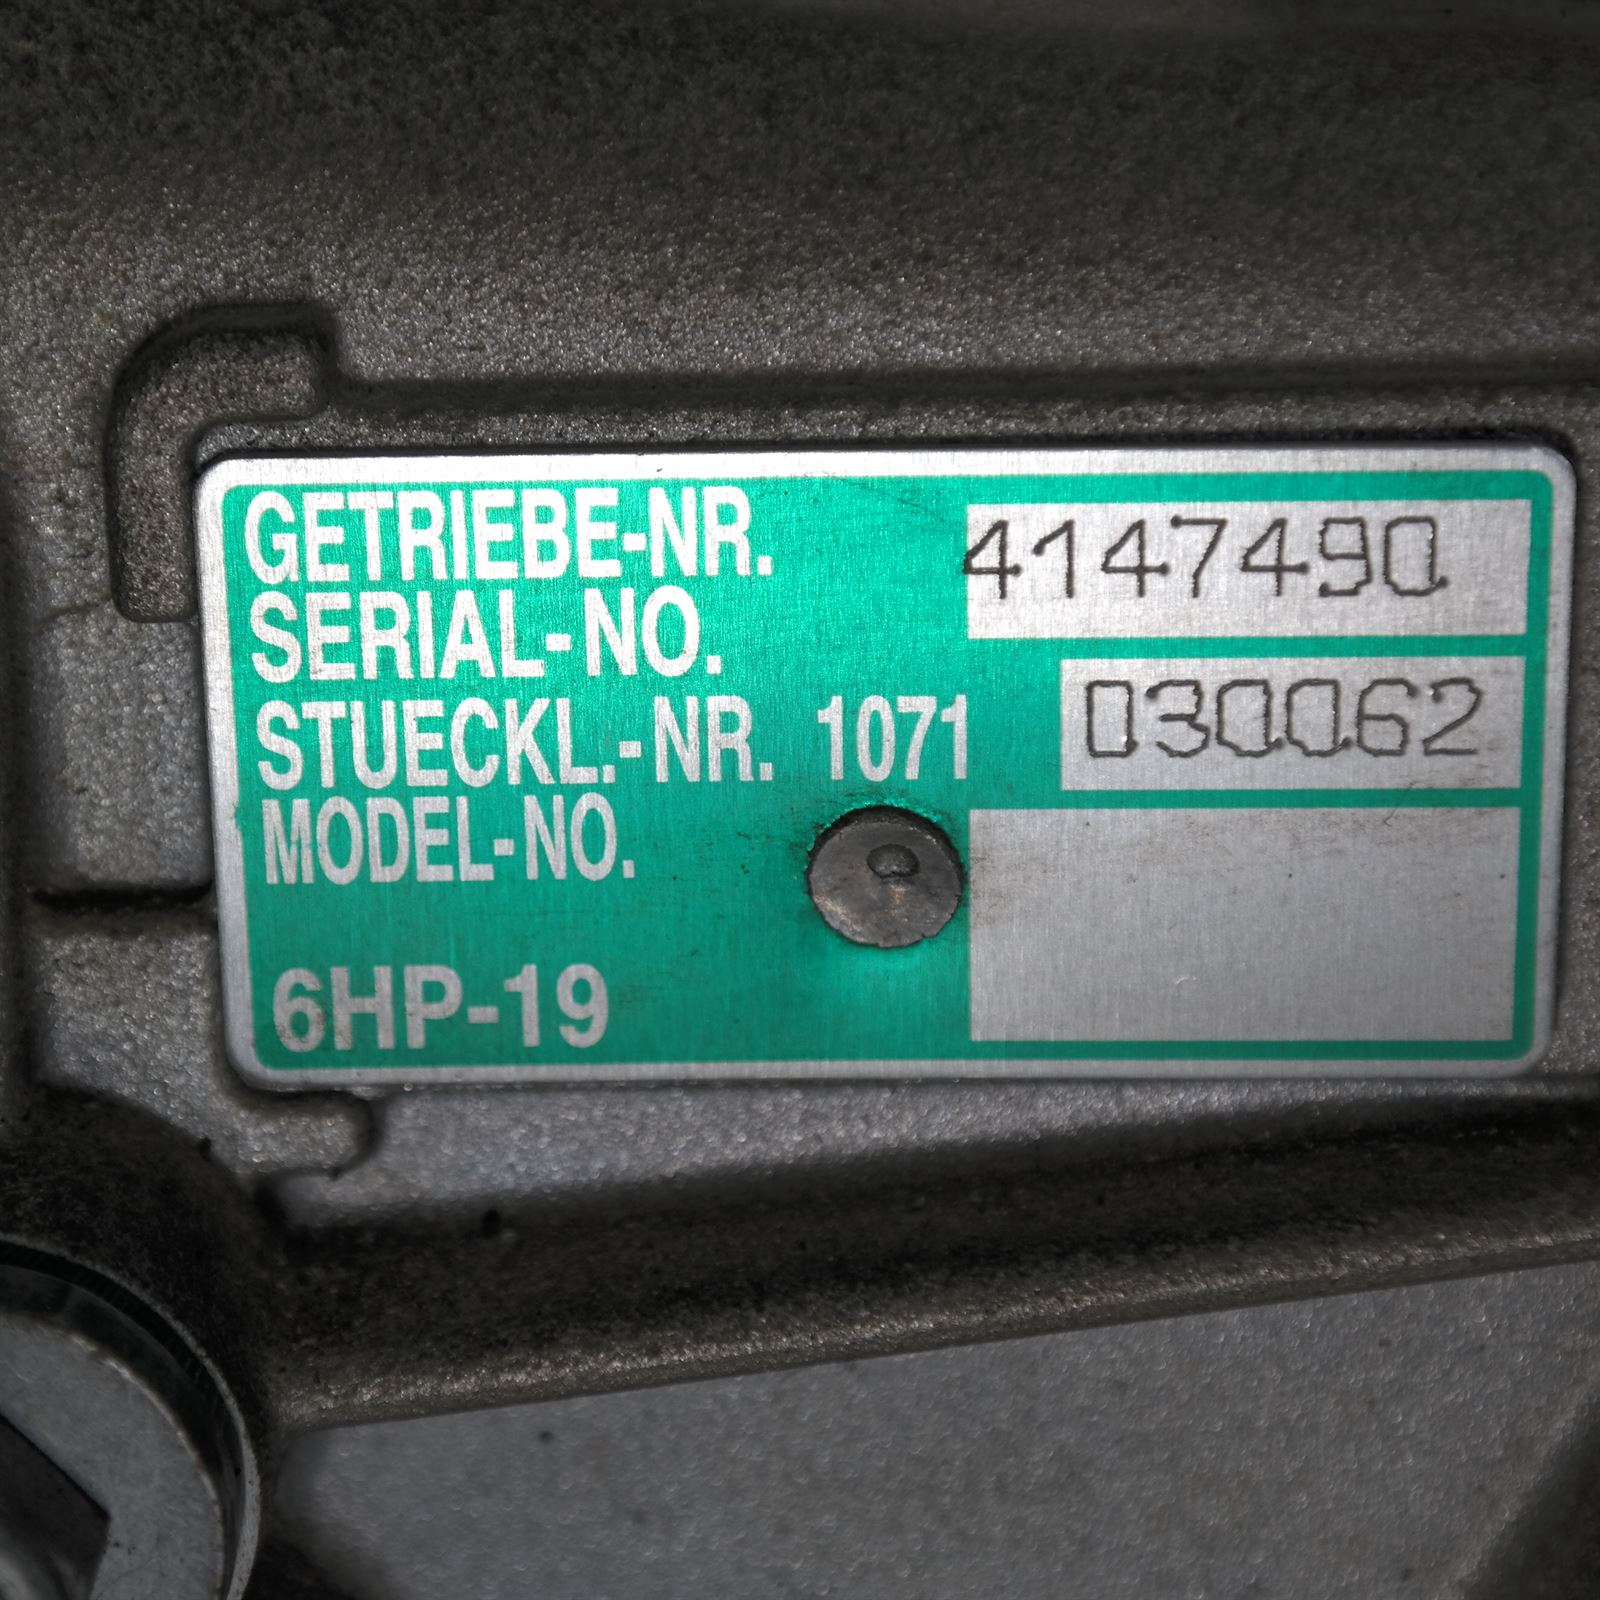 GETRIEBE-NR. 4147490
SERIAL-NO.
STUECKL.-NR. 1071 030062
MODEL-NO.
6HP-19